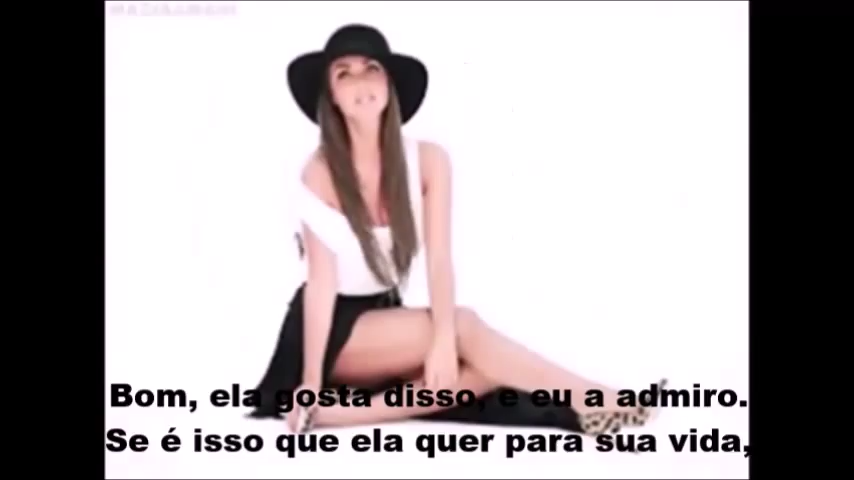 Bom, ela gosta disso, e eu a admiro.
Se é isso que ela quer para sua vida,